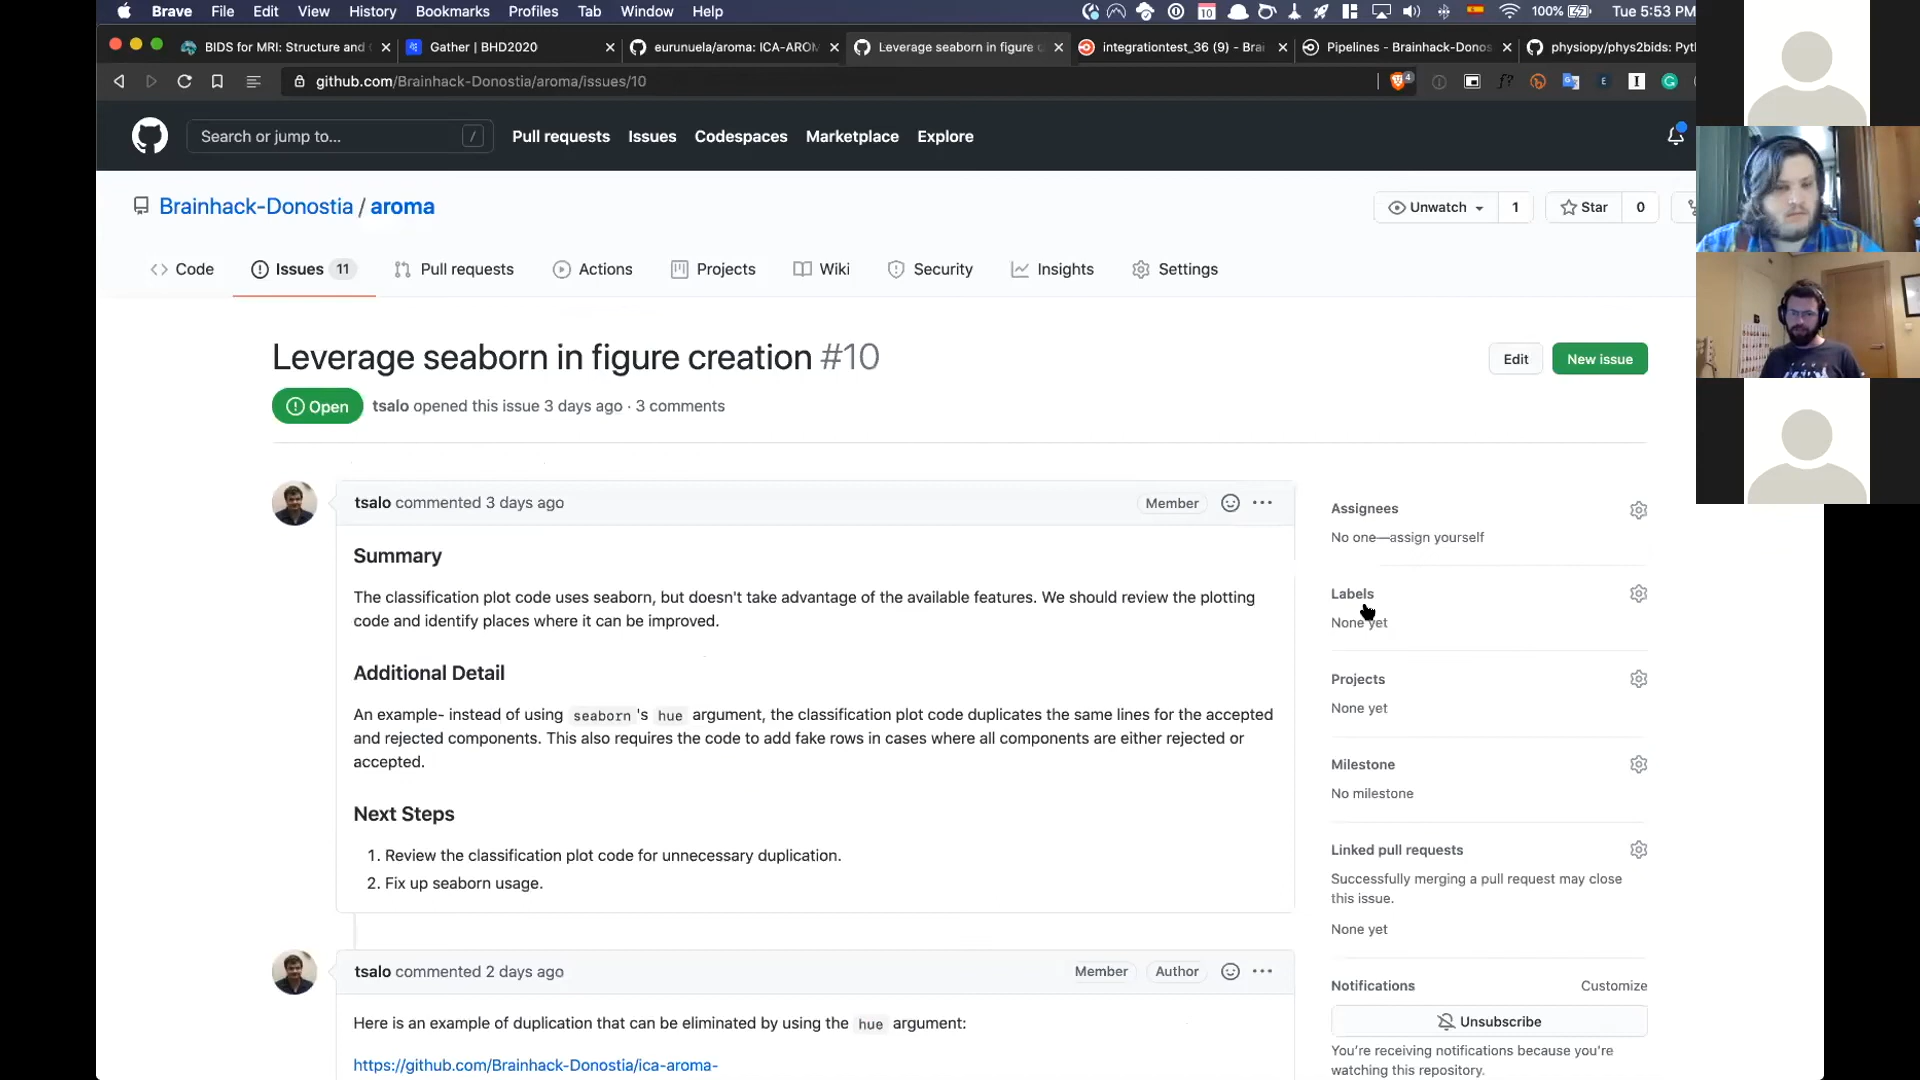 Brave File Edit View History Bookmarks Profiles Tab Window Help 10 100% Tue 5:53 PM
BIDS for MRI: Structure and Gather | BHD2020 eurunuela/aroma: ICA-AROM Leverage seaborn in figure c integrationtest_36 (9) - Brai Pipelines - Brainhack-Donos physiopy/phys2bids: Pyt
github.com/Brainhack-Donostia/aroma/issues/10 4
Search or jump to... / Pull requests Issues Codespaces Marketplace Explore
Brainhack-Donostia / aroma Unwatch 1 Star 0
Code Issues 11 Pull requests Actions Projects Wiki Security Insights Settings
Leverage seaborn in figure creation #10 Edit New issue
Open tsalo opened this issue 3 days ago · 3 comments
tsalo commented 3 days ago Member
Summary
The classification plot code uses seaborn, but doesn't take advantage of the available features. We should review the plotting
code and identify places where it can be improved.
Additional Detail
An example- instead of using seaborn 's hue argument, the classification plot code duplicates the same lines for the accepted
and rejected components. This also requires the code to add fake rows in cases where all components are either rejected or
accepted.
Next Steps
1. Review the classification plot code for unnecessary duplication.
2. Fix up seaborn usage.
tsalo commented 2 days ago Member Author
Here is an example of duplication that can be eliminated by using the hue argument:
https://github.com/Brainhack-Donostia/ica-aroma-
Assignees
No one—assign yourself
Labels
None yet
Projects
None yet
Milestone
No milestone
Linked pull requests
Successfully merging a pull request may close
this issue.
None yet
Notifications Customize
Unsubscribe
You're receiving notifications because you're
watching this repository.